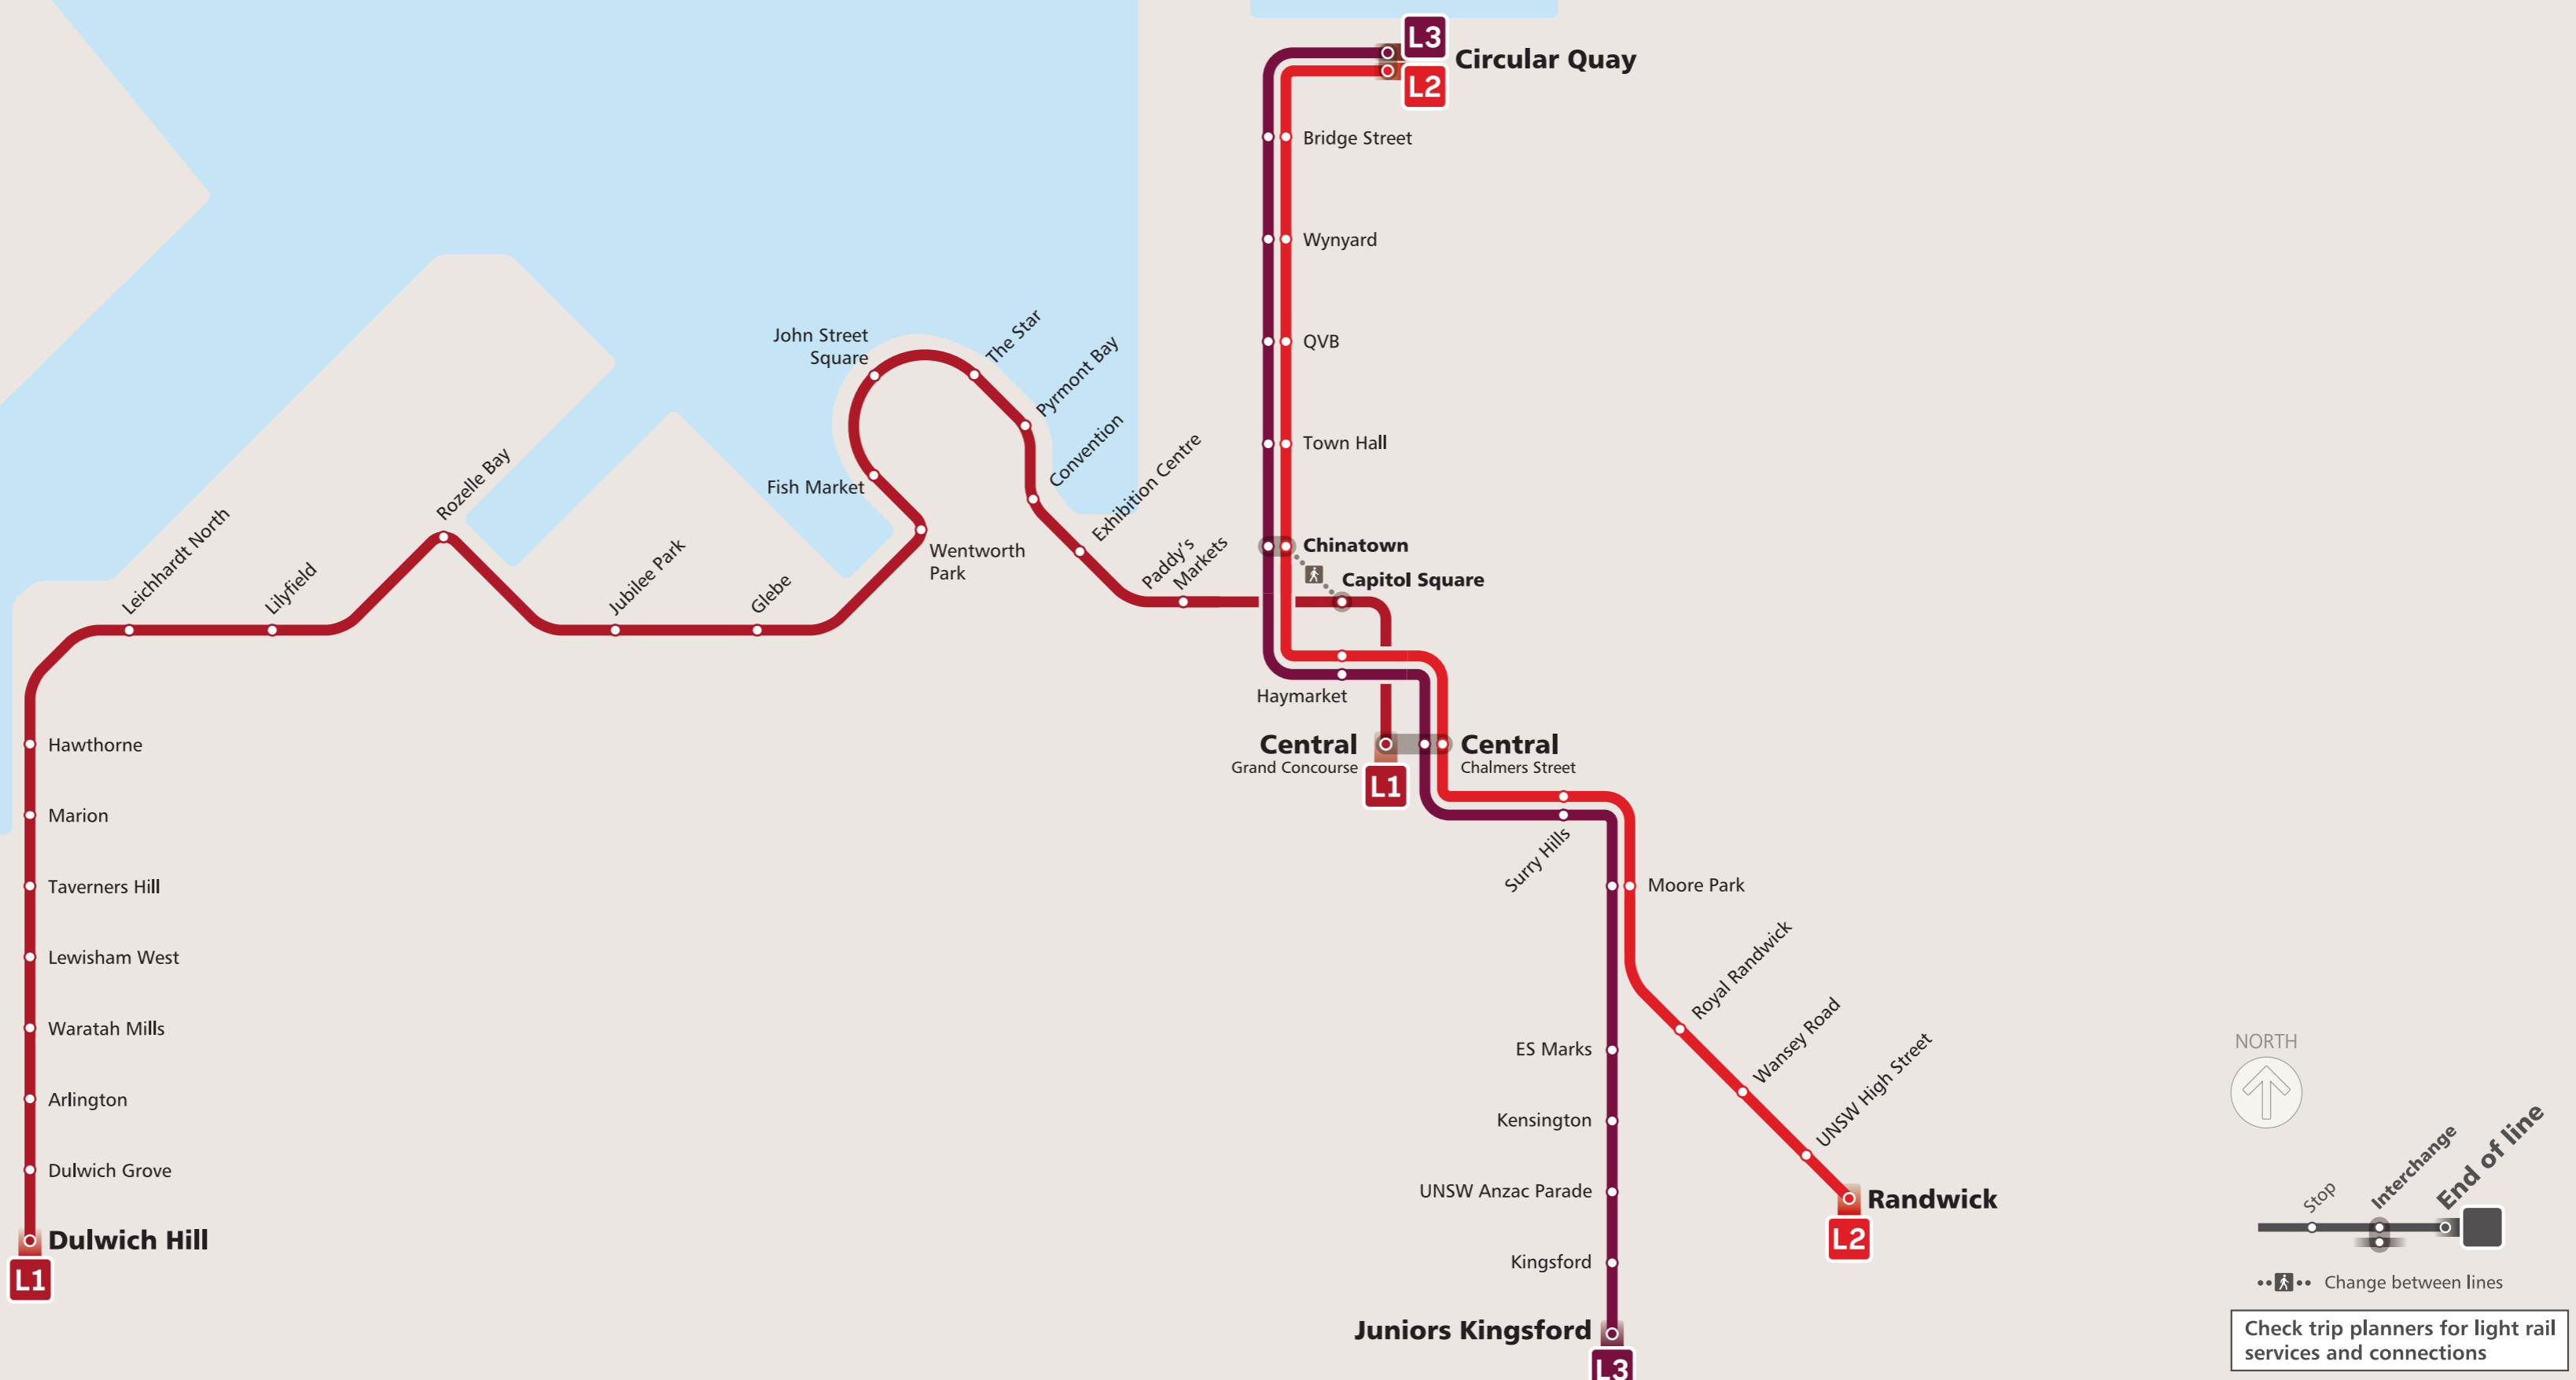 L3
Circular Quay
L2
Bridge Street
Wynyard
QVB
Town Hall
Chinatown
Capitol Square
Haymarket
Central
Grand Concourse
L1
Central
Chalmers Street
Surry Hills
Moore Park
Royal Randwick
Wansey Road
UNSW High Street
Randwick
L2
ES Marks
Kensington
UNSW Anzac Parade
Kingsford
Juniors Kingsford
L3
Paddy's
Markets
Exhibition Centre
Convention
Pyrmont Bay
The Star
John Street
Square
Fish Market
Wentworth
Park
Glebe
Jubilee Park
Rozelle Bay
Lilyfield
Leichhardt North
Hawthorne
Marion
Taverners Hill
Lewisham West
Waratah Mills
Arlington
Dulwich Grove
Dulwich Hill
L1
NORTH
Stop
Interchange
End of line
Change between lines
Check trip planners for light rail
services and connections